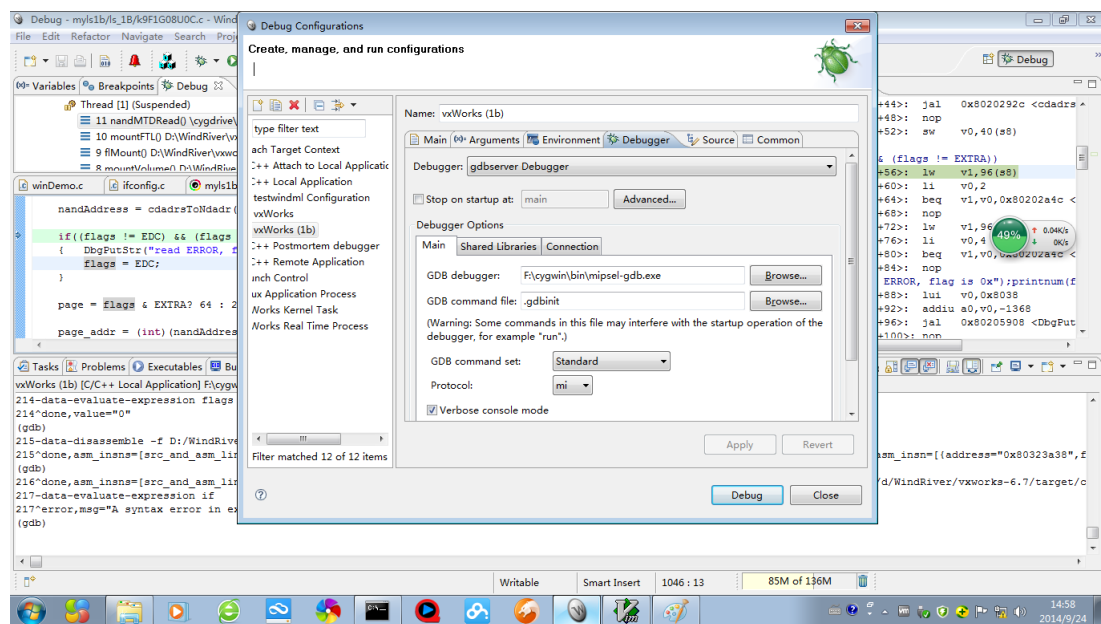 Debug - myls1b/ls_1B/k9F1G08U0C.c - Wind
File Edit Refactor Navigate Search Proj
Debug
Variables Breakpoints Debug
Thread [1] (Suspended)
11 nandMTDRead() \cygdrive\
10 mountFTL() D:\WindRiver\vx
9 flMount() D:\WindRiver\vxwo
8 mountVolume() D:\WindRive
winDemo.c ifconfig.c myls1b
nandAddress = cdadrsToNdadr(
if((flags != EDC) && (flags
{ DbgPutStr("read ERROR, f
flags = EDC;
}
page = flags & EXTRA? 64 : 2
page_addr = (int)(nandAddres
Debug Configurations
Create, manage, and run configurations
type filter text
ach Target Context
C++ Attach to Local Applicatic
C++ Local Application
testwindml Configuration
vxWorks
vxWorks (1b)
C++ Postmortem debugger
C++ Remote Application
unch Control
ux Application Process
Works Kernel Task
Works Real Time Process
Filter matched 12 of 12 items
Name: vxWorks (1b)
Main Arguments Environment Debugger Source Common
Debugger: gdbserver Debugger
Stop on startup at: main Advanced...
Debugger Options
Main Shared Libraries Connection
GDB debugger: F:\cygwin\bin\mipsel-gdb.exe Browse...
GDB command file: .gdbinit Browse...
(Warning: Some commands in this file may interfere with the startup operation of the
debugger, for example "run".)
GDB command set: Standard
Protocol: mi
Verbose console mode
Apply Revert
Debug Close
+44>: jal 0x8020292c <cdadrs
+48>: nop
+52>: sw v0,40(s8)
& (flags != EXTRA))
+56>: lw v1,96(s8)
+60>: li v0,2
+64>: beq v1,v0,0x80202a4c <
+68>: nop
+72>: lw v1,96
+76>: li v0,4
+80>: beq v1,v0,0x80202a4c <
+84>: nop
ERROR, flag is 0x");printnum(f
+88>: lui v0,0x8038
+92>: addiu a0,v0,-1368
+96>: jal 0x80205908 <DbgPut
+100>: nop
49% 0.04K/s
0K/s
Tasks Problems Executables Bu
vxWorks (1b) [C/C++ Local Application] F:\cygw
214-data-evaluate-expression flags
214^done,value="0"
(gdb)
215-data-disassemble -f D:/WindRive
215^done,asm_insns=[src_and_asm_lin
asm_insn=[{address="0x80323a38",f
(gdb)
216^done,asm_insns=[src_and_asm_lin
/d/WindRiver/vxworks-6.7/target/c
217-data-evaluate-expression if
217^error,msg="A syntax error in ex
(gdb)
Writable Smart Insert 1046 : 13 85M of 136M
14:58
2014/9/24